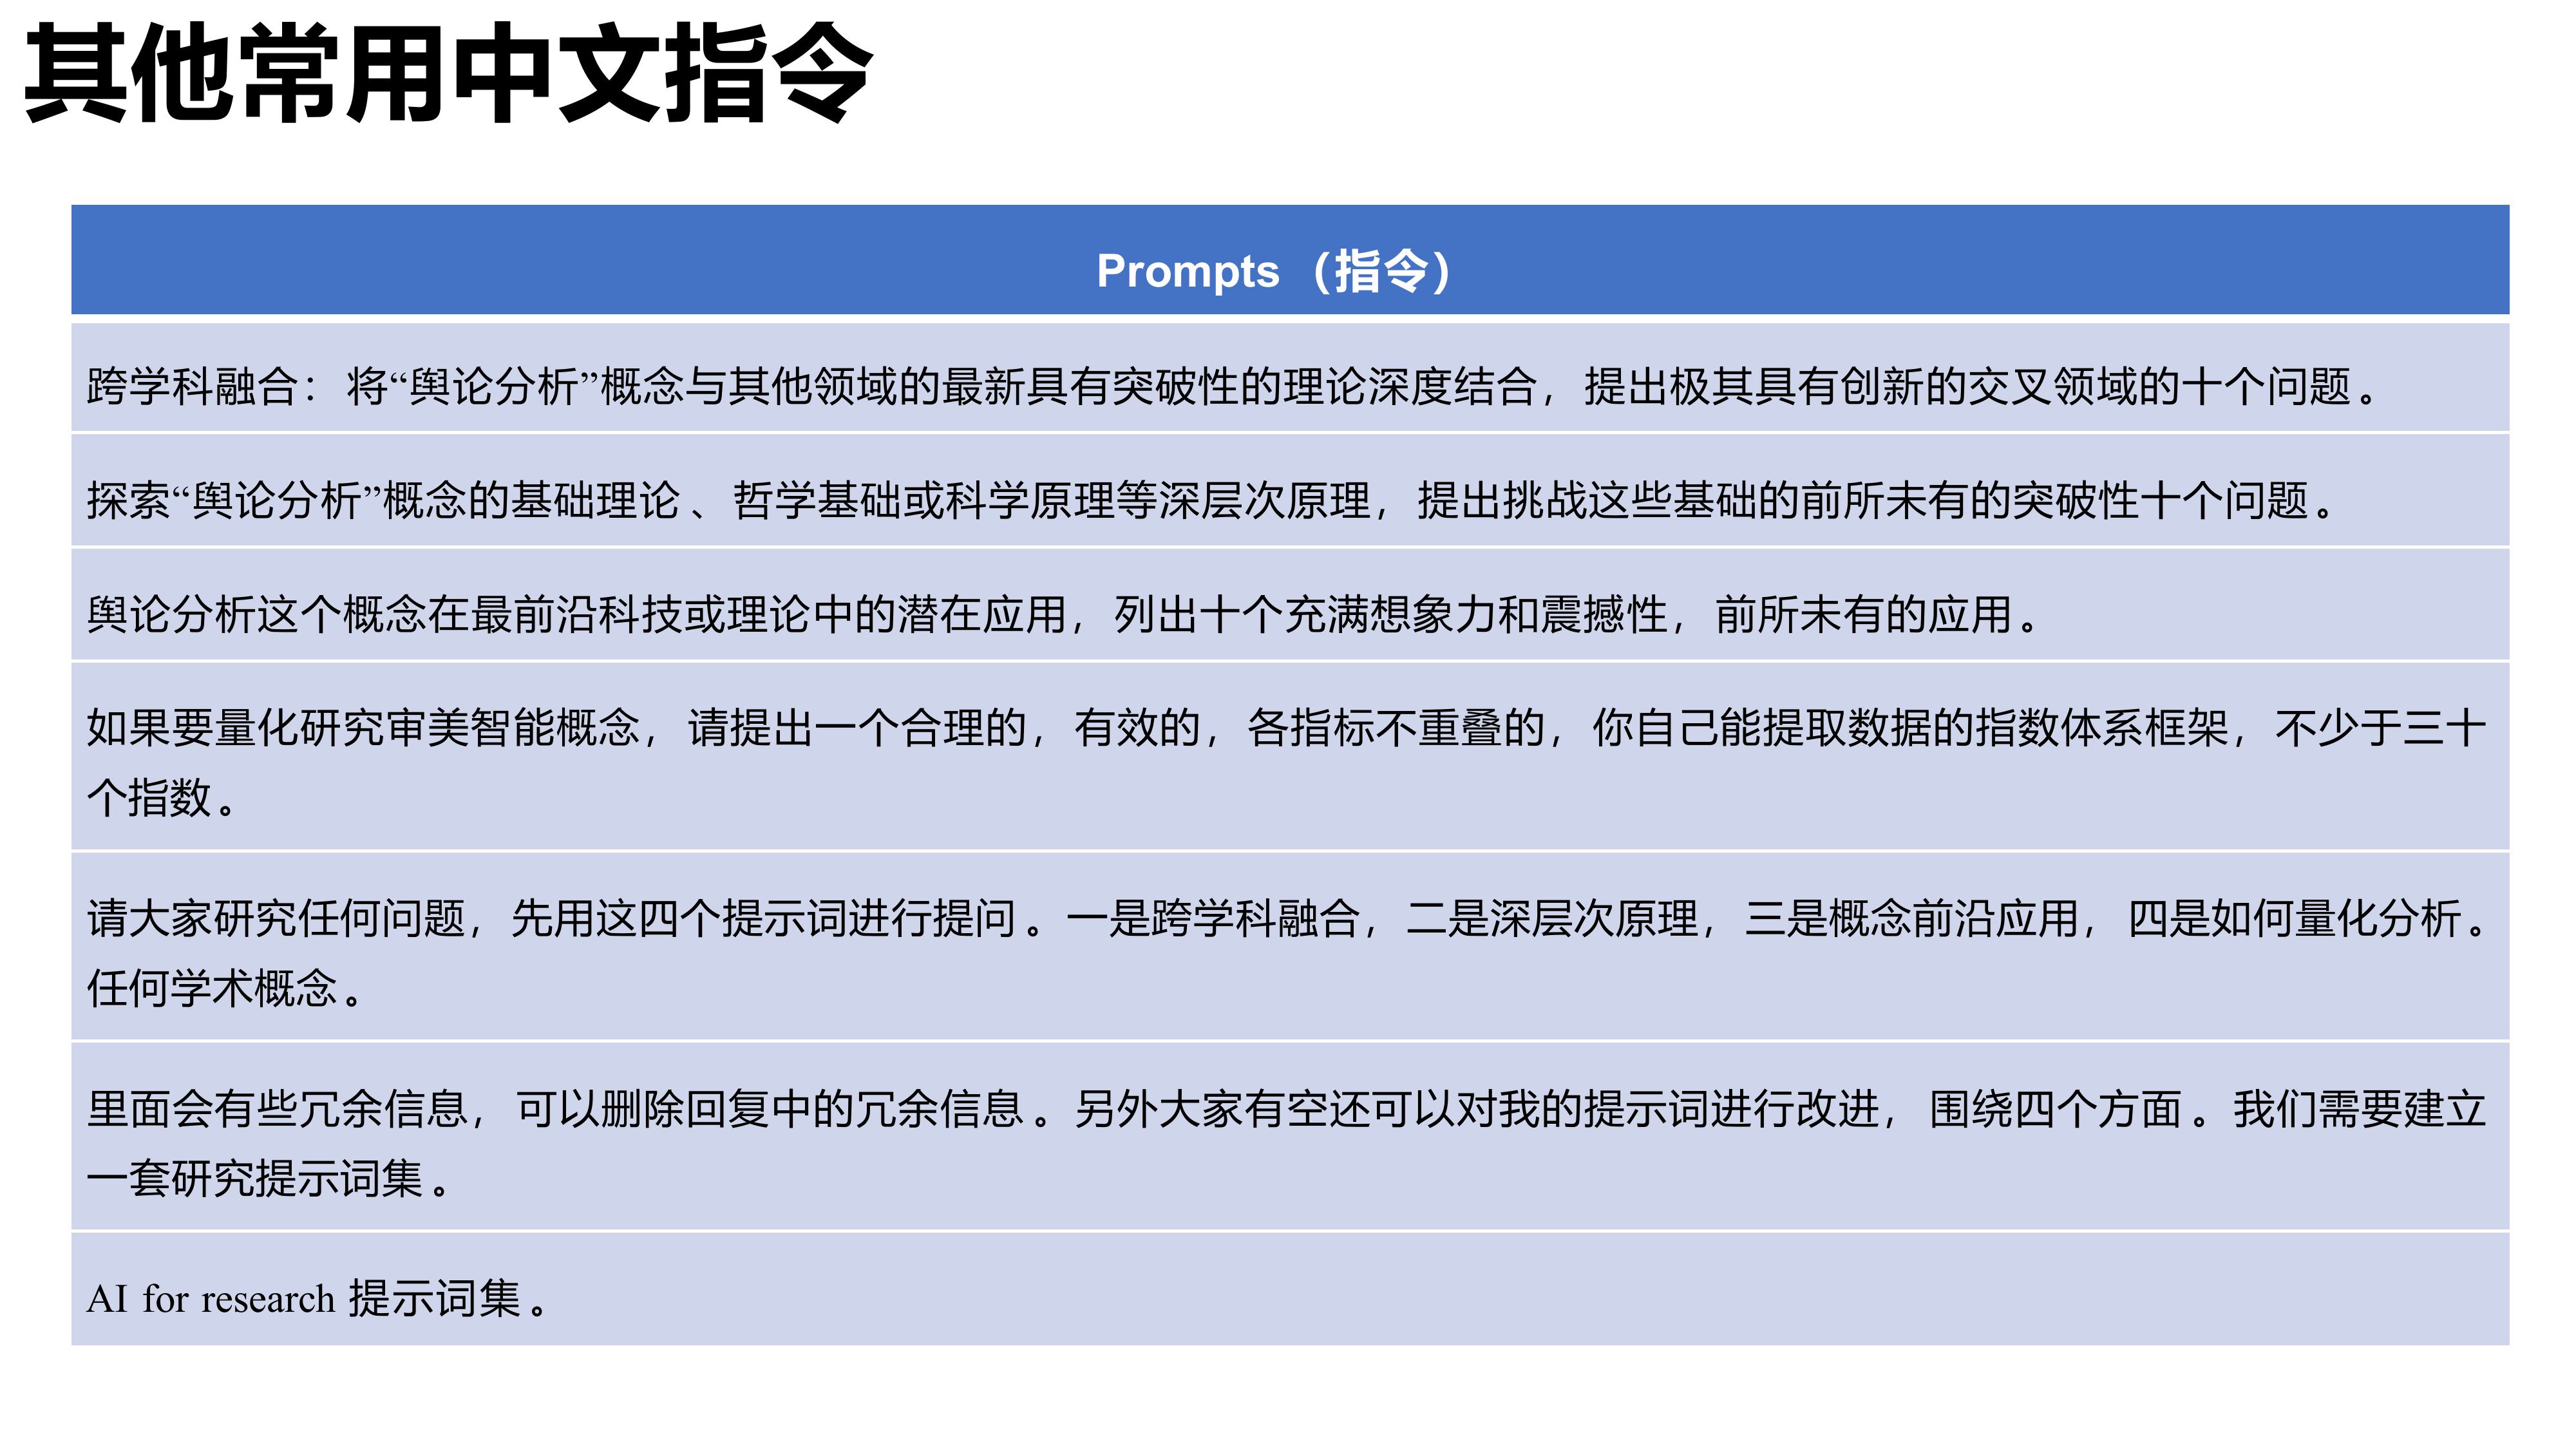 其他常用中文指令
Prompts（指令）
跨学科融合：将“舆论分析”概念与其他领域的最新具有突破性的理论深度结合，提出极其具有创新的交叉领域的十个问题。
探索“舆论分析”概念的基础理论、哲学基础或科学原理等深层次原理，提出挑战这些基础的前所未有的突破性十个问题。
舆论分析这个概念在最前沿科技或理论中的潜在应用，列出十个充满想象力和震撼性，前所未有的应用。
如果要量化研究审美智能概念，请提出一个合理的，有效的，各指标不重叠的，你自己能提取数据的指数体系框架，不少于三十
个指数。
请大家研究任何问题，先用这四个提示词进行提问。一是跨学科融合，二是深层次原理，三是概念前沿应用，四是如何量化分析。
任何学术概念。
里面会有些冗余信息，可以删除回复中的冗余信息。另外大家有空还可以对我的提示词进行改进，围绕四个方面。我们需要建立
一套研究提示词集。
AI for research 提示词集。